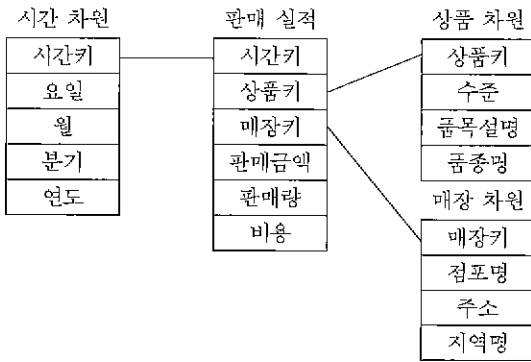 시간 차원
시간키
요일
월
분기
연도
판매 실적
시간키
상품키
매장키
판매금액
판매량
비용
상품 차원
상품키
수준
품목설명
품종명
매장 차원
매장키
점포명
주소
지역명